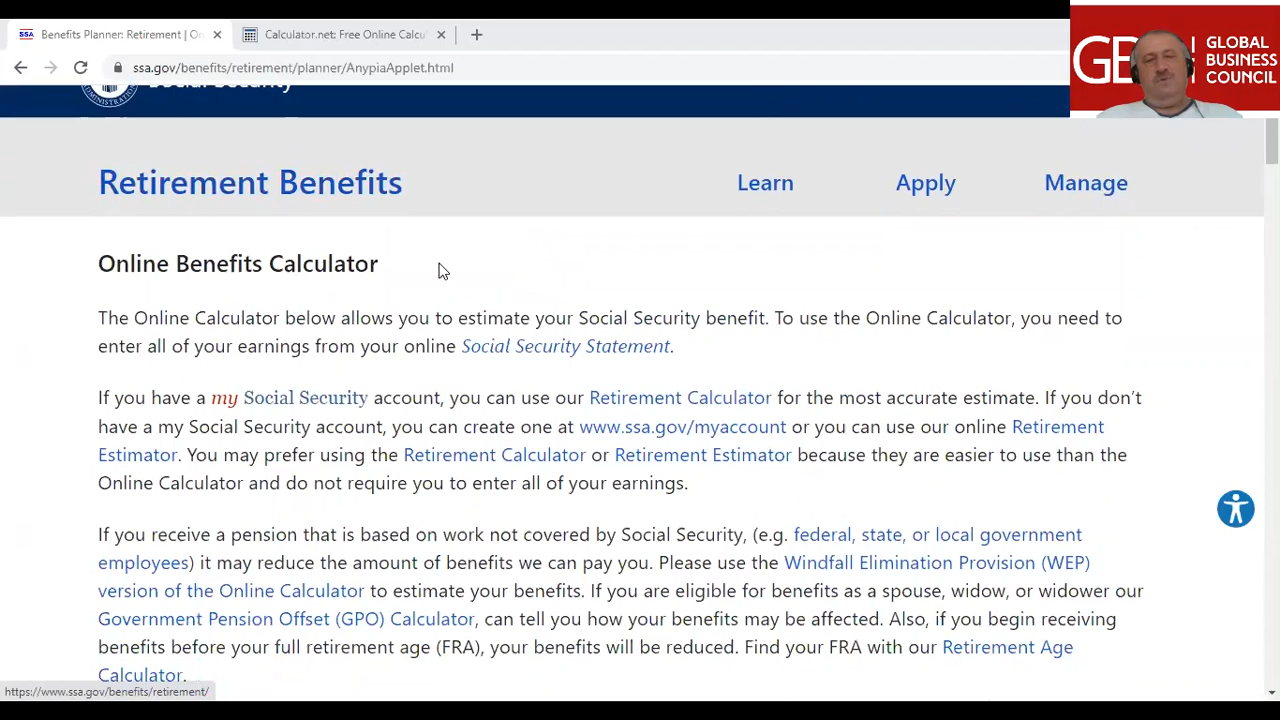 SSA Benefits Planner: Retirement | On
Calculator.net: Free Online Calcu
ssa.gov/benefits/retirement/planner/AnypiaApplet.html
GLOBAL
BUSINESS
COUNCIL
Social Security
Retirement Benefits
Learn
Apply
Manage
Online Benefits Calculator
The Online Calculator below allows you to estimate your Social Security benefit. To use the Online Calculator, you need to
enter all of your earnings from your online Social Security Statement.
If you have a my Social Security account, you can use our Retirement Calculator for the most accurate estimate. If you don't
have a my Social Security account, you can create one at www.ssa.gov/myaccount or you can use our online Retirement
Estimator. You may prefer using the Retirement Calculator or Retirement Estimator because they are easier to use than the
Online Calculator and do not require you to enter all of your earnings.
If you receive a pension that is based on work not covered by Social Security, (e.g. federal, state, or local government
employees) it may reduce the amount of benefits we can pay you. Please use the Windfall Elimination Provision (WEP)
version of the Online Calculator to estimate your benefits. If you are eligible for benefits as a spouse, widow, or widower our
Government Pension Offset (GPO) Calculator, can tell you how your benefits may be affected. Also, if you begin receiving
benefits before your full retirement age (FRA), your benefits will be reduced. Find your FRA with our Retirement Age
Calculator.
https://www.ssa.gov/benefits/retirement/